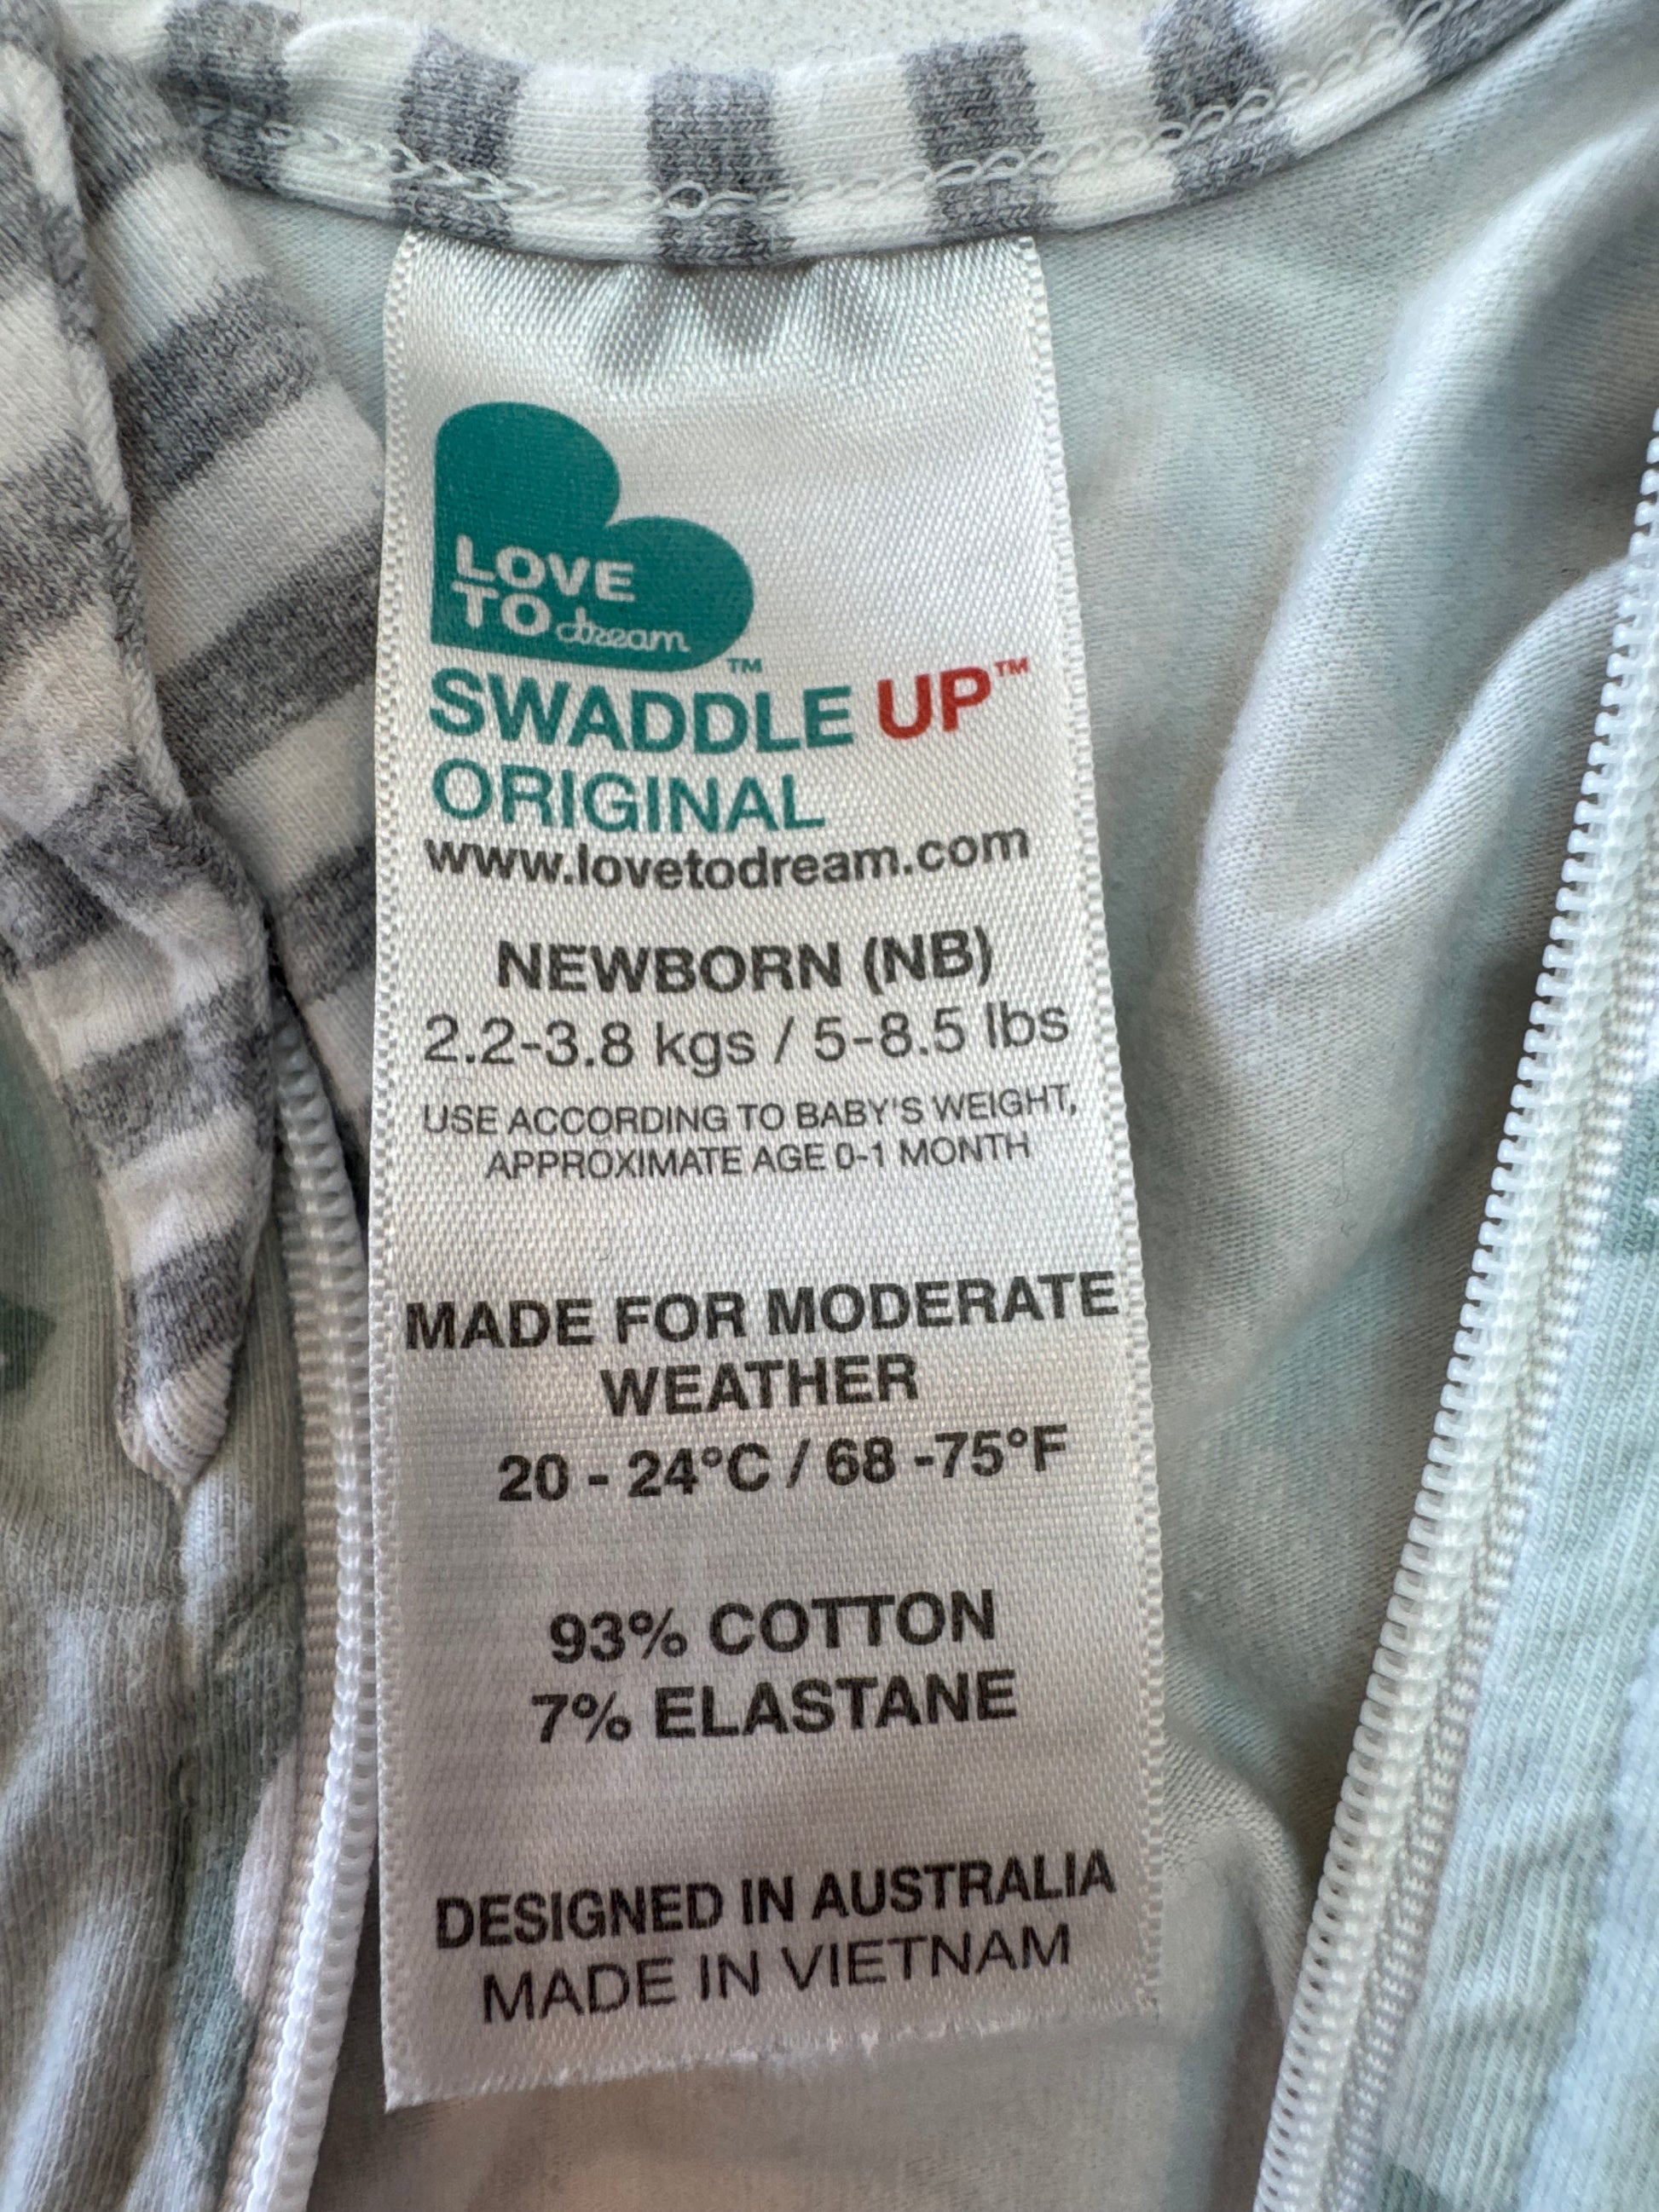 LOVE
TO dream™
SWADDLE UP™
ORIGINAL
www.lovetodream.com
NEWBORN (NB)
2.2-3.8 kgs / 5-8.5 lbs
USE ACCORDING TO BABY'S WEIGHT,
APPROXIMATE AGE 0-1 MONTH
MADE FOR MODERATE
WEATHER
20 - 24°C / 68 -75°F
93% COTTON
7% ELASTANE
DESIGNED IN AUSTRALIA
MADE IN VIETNAM